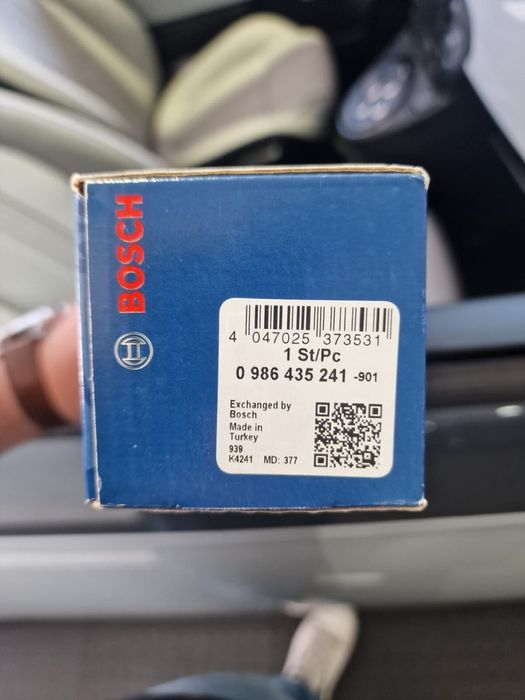 BOSCH
4 047025 373531
1 St/Pc
0 986 435 241 -901
Exchanged by
Bosch
Made in
Turkey
939
K4241 MD: 377